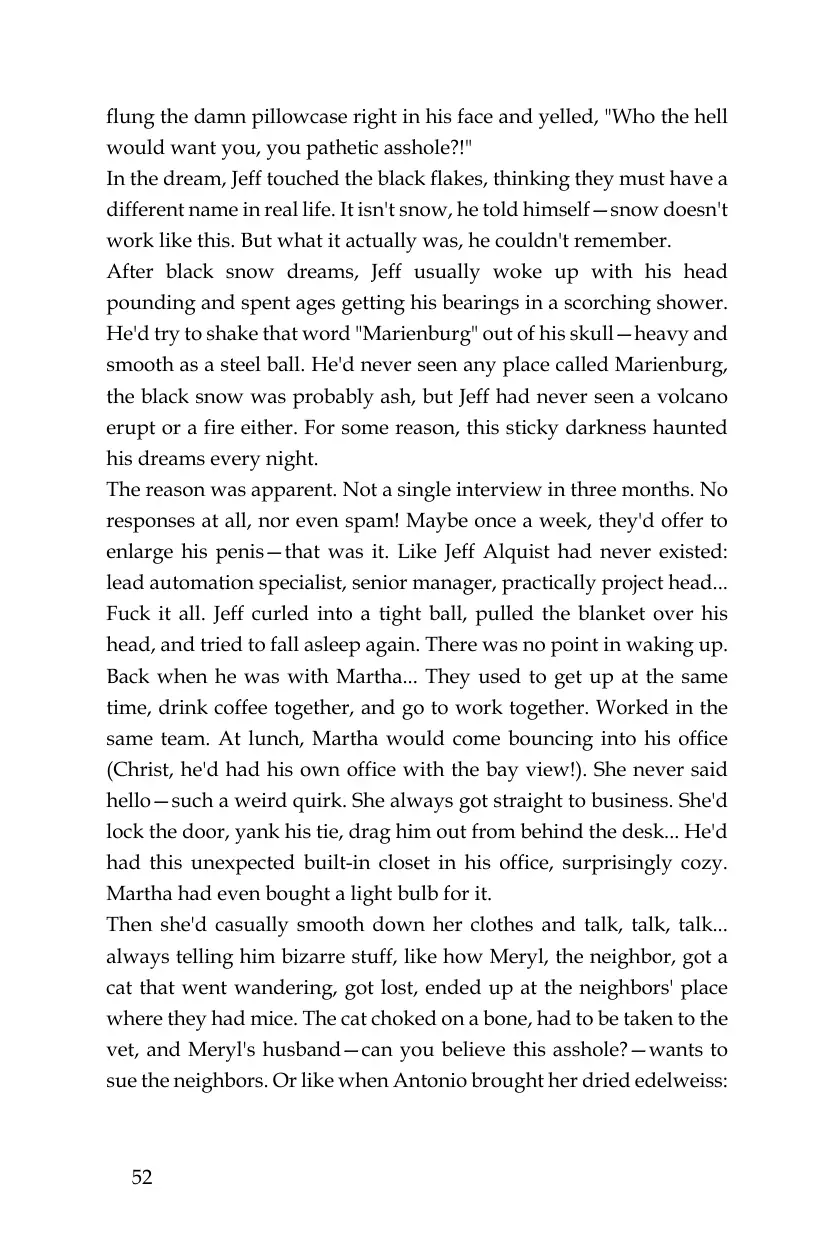 flung the damn pillowcase right in his face and yelled, "Who the hell
would want you, you pathetic asshole?!"
In the dream, Jeff touched the black flakes, thinking they must have a
different name in real life. It isn't snow, he told himself—snow doesn't
work like this. But what it actually was, he couldn't remember.
After black snow dreams, Jeff usually woke up with his head
pounding and spent ages getting his bearings in a scorching shower.
He'd try to shake that word "Marienburg" out of his skull—heavy and
smooth as a steel ball. He'd never seen any place called Marienburg,
the black snow was probably ash, but Jeff had never seen a volcano
erupt or a fire either. For some reason, this sticky darkness haunted
his dreams every night.
The reason was apparent. Not a single interview in three months. No
responses at all, nor even spam! Maybe once a week, they'd offer to
enlarge his penis—that was it. Like Jeff Alquist had never existed:
lead automation specialist, senior manager, practically project head...
Fuck it all. Jeff curled into a tight ball, pulled the blanket over his
head, and tried to fall asleep again. There was no point in waking up.
Back when he was with Martha... They used to get up at the same
time, drink coffee together, and go to work together. Worked in the
same team. At lunch, Martha would come bouncing into his office
(Christ, he'd had his own office with the bay view!). She never said
hello—such a weird quirk. She always got straight to business. She'd
lock the door, yank his tie, drag him out from behind the desk... He'd
had this unexpected built-in closet in his office, surprisingly cozy.
Martha had even bought a light bulb for it.
Then she'd casually smooth down her clothes and talk, talk, talk...
always telling him bizarre stuff, like how Meryl, the neighbor, got a
cat that went wandering, got lost, ended up at the neighbors' place
where they had mice. The cat choked on a bone, had to be taken to the
vet, and Meryl's husband—can you believe this asshole?—wants to
sue the neighbors. Or like when Antonio brought her dried edelweiss:
52